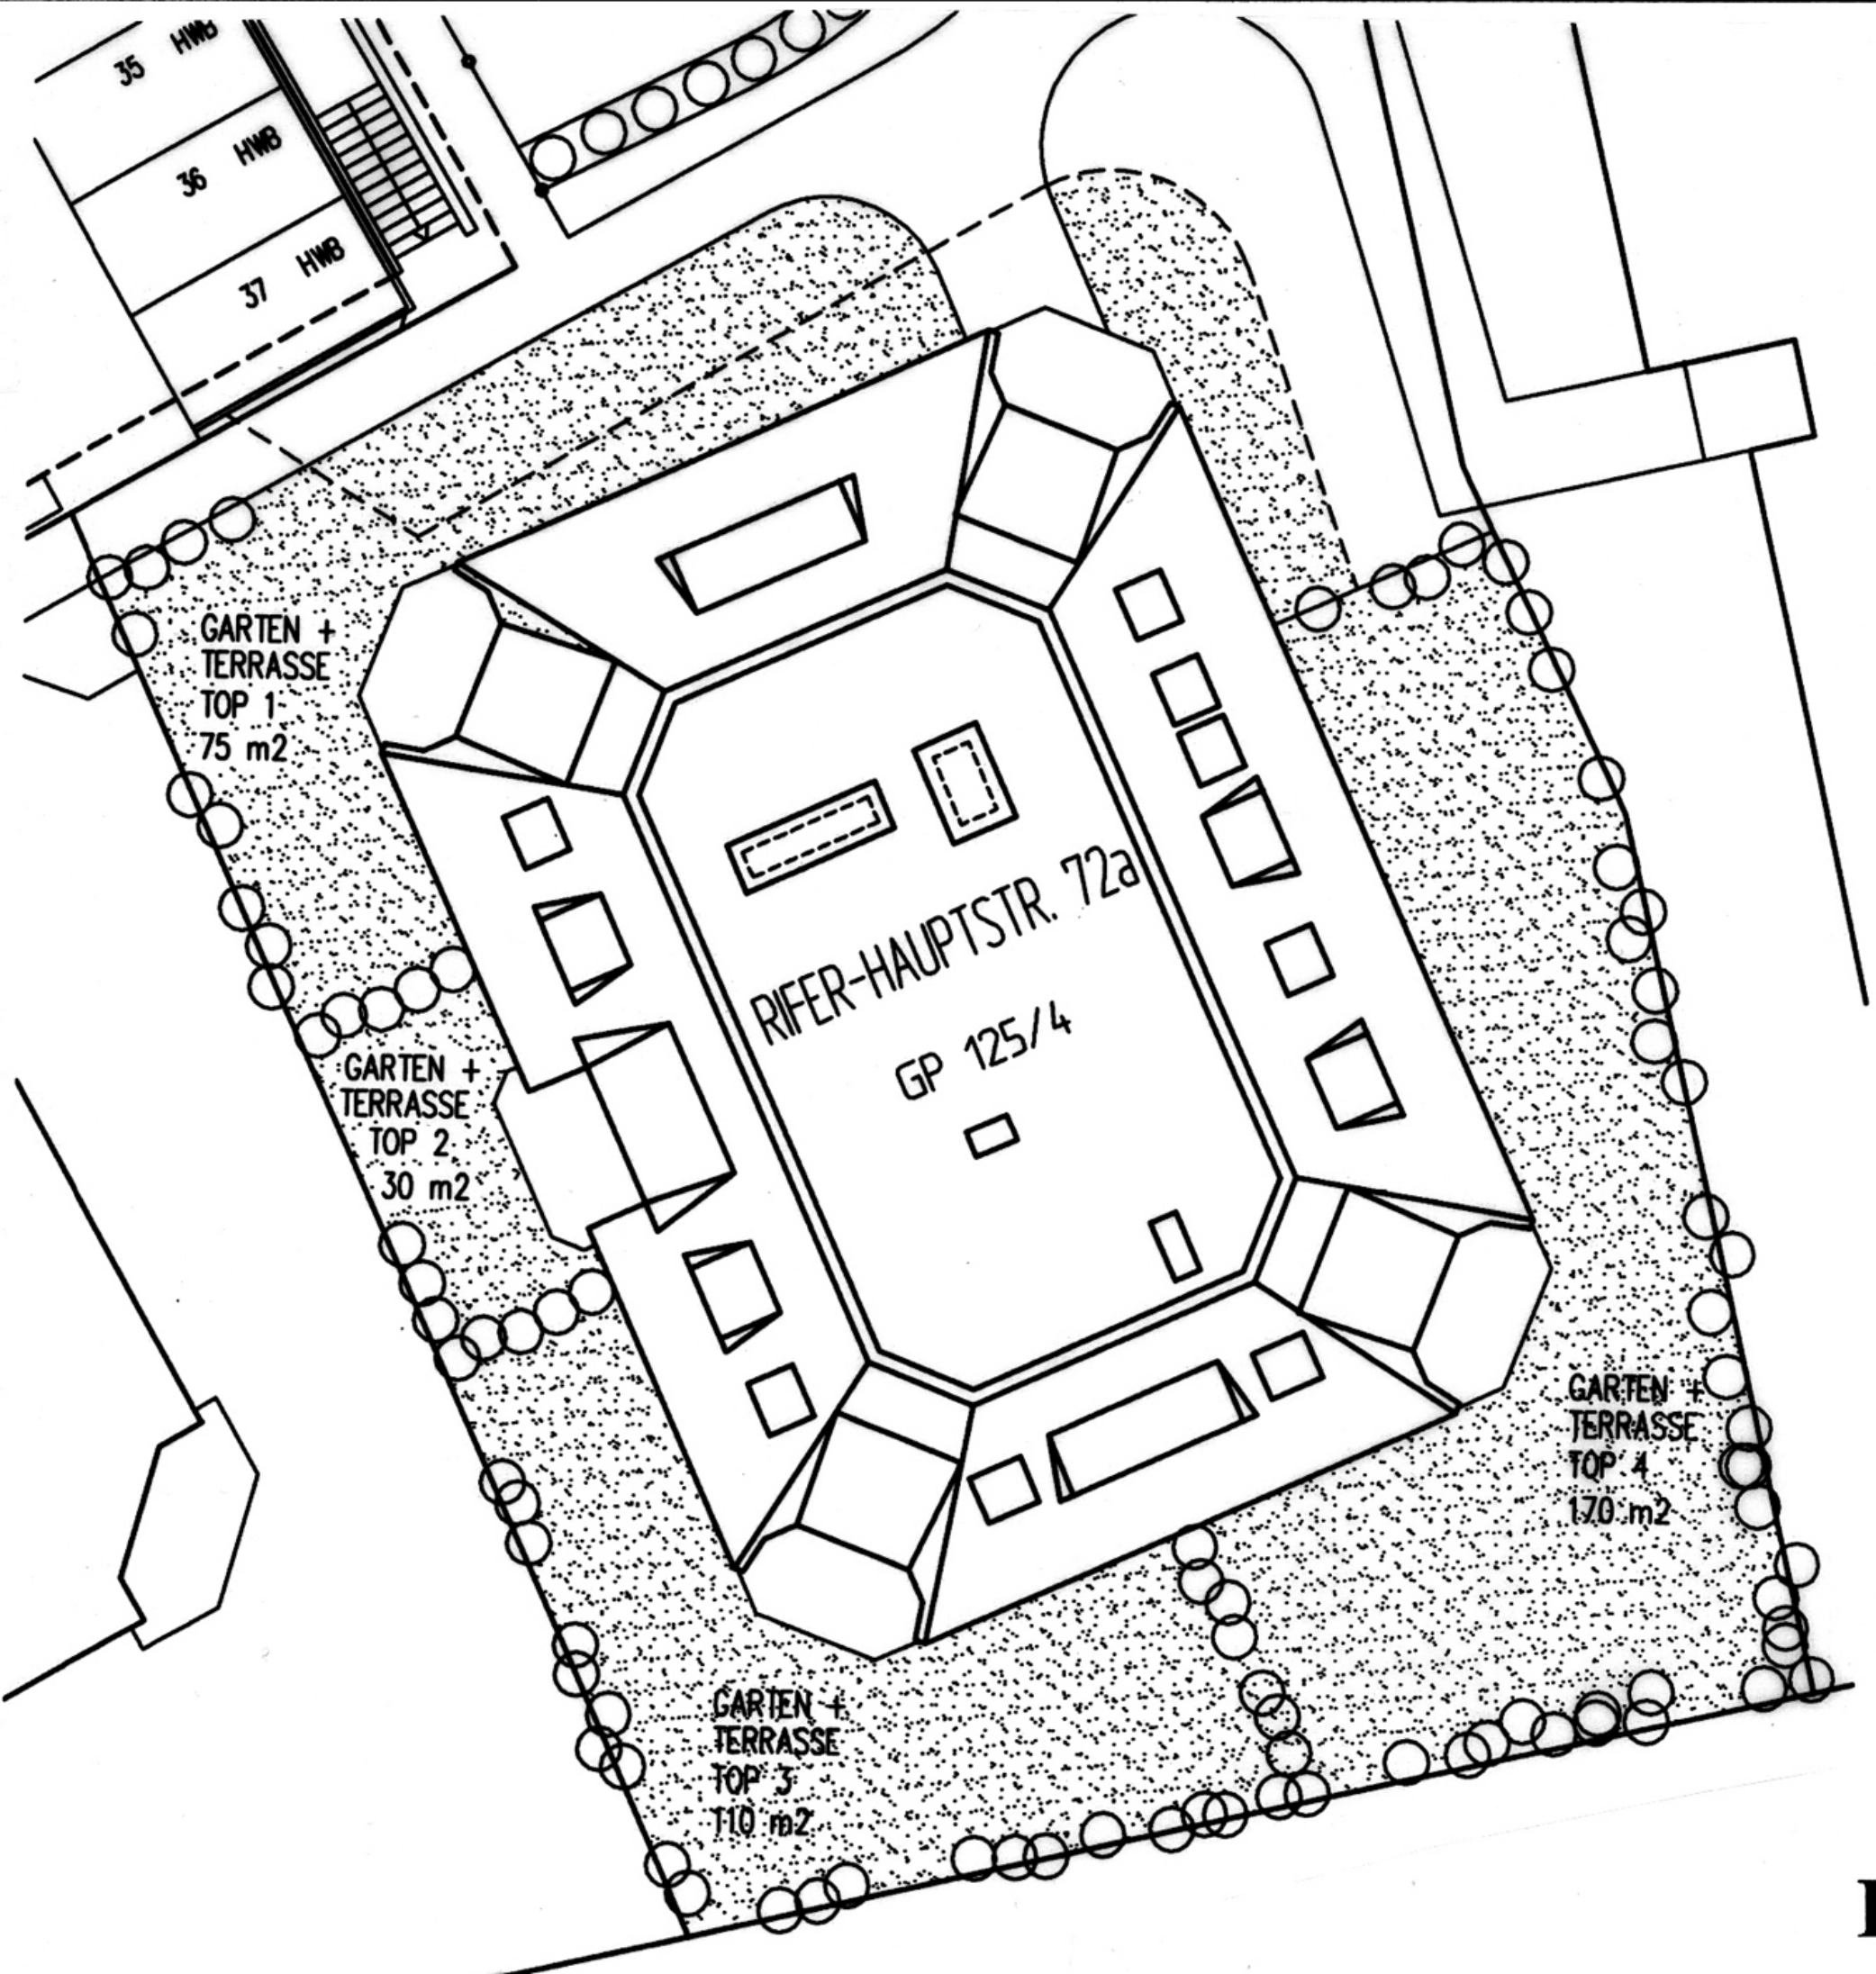 35 HWB
36 HWB
37 HWB
GARTEN +
TERRASSE
TOP 1
75 m2
RIFER-HAUPTSTR. 72a
GP 125/4
GARTEN +
TERRASSE
TOP 2
30 m2
GARTEN +
TERRASSE
TOP 4
170 m2
GARTEN +
TERRASSE
TOP 3
110 m2